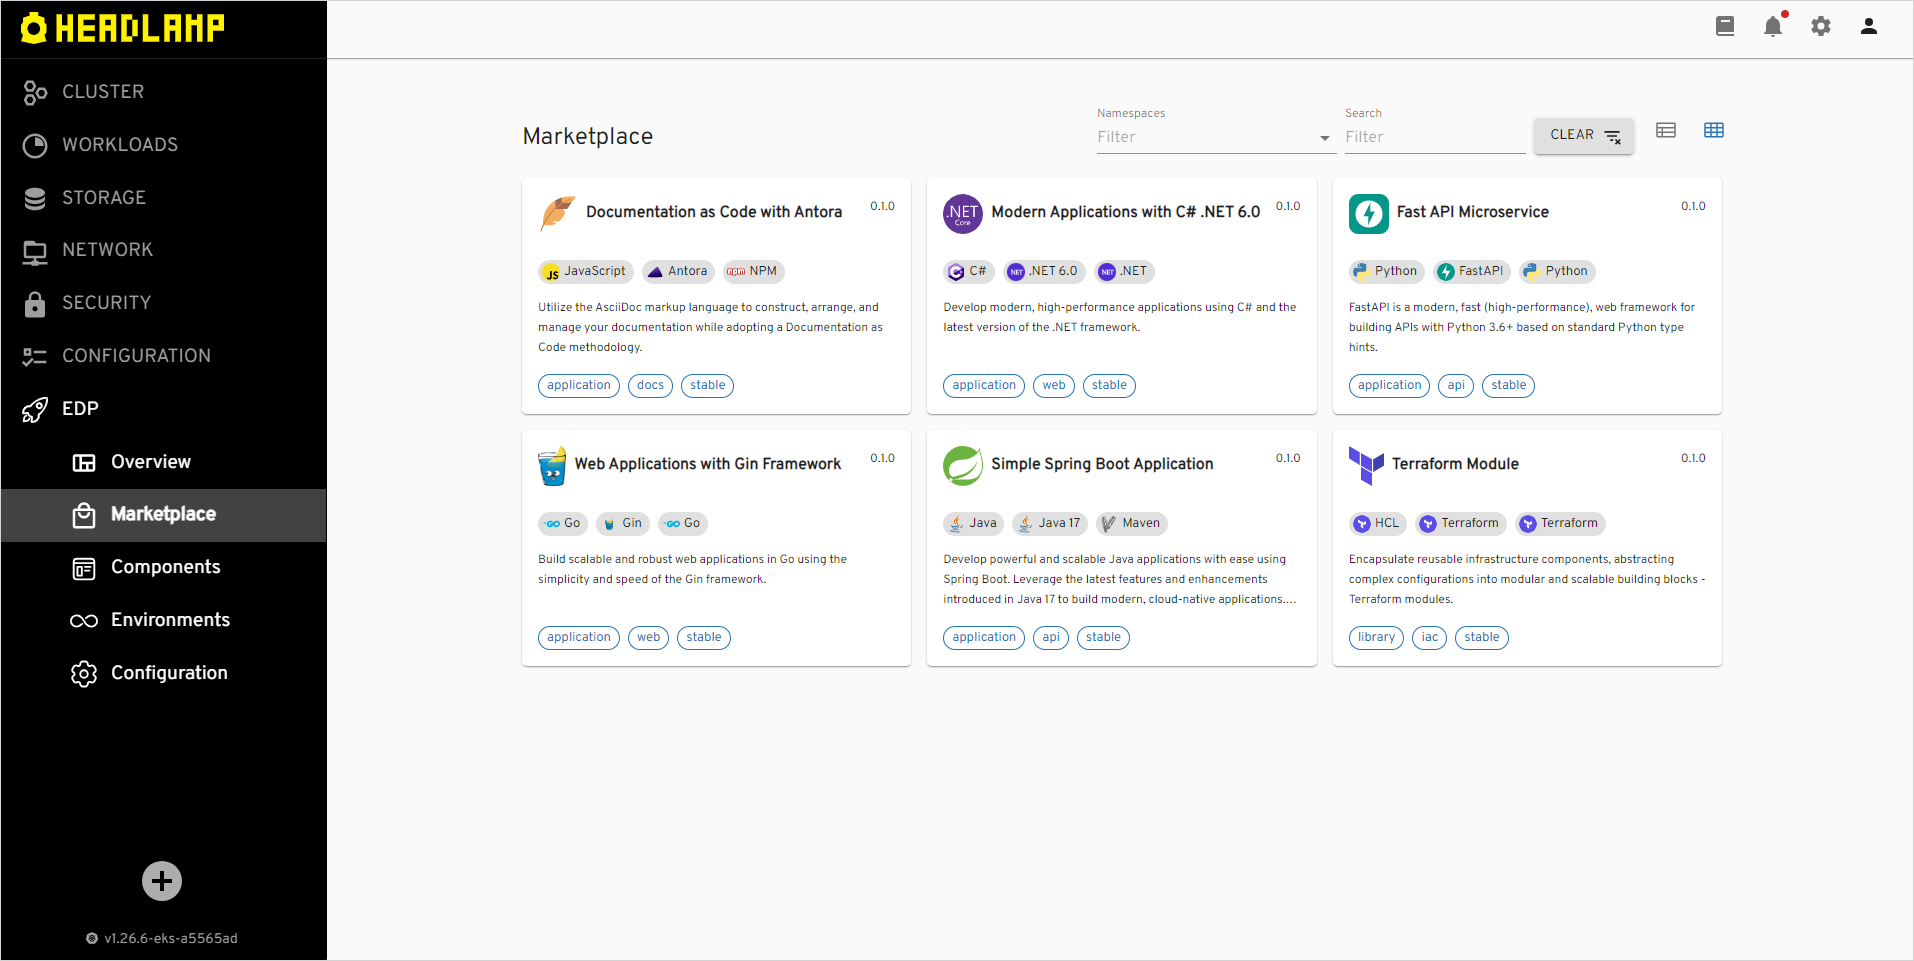 HEADLAMP
CLUSTER
WORKLOADS
STORAGE
NETWORK
SECURITY
CONFIGURATION
EDP
Overview
Marketplace
Components
Environments
Configuration
v1.26.6-eks-a5565ad
Marketplace
Namespaces
Filter
Search
Filter
CLEAR
Documentation as Code with Antora
0.1.0
JS JavaScript Antora npm NPM
Utilize the AsciiDoc markup language to construct, arrange, and
manage your documentation while adopting a Documentation as
Code methodology.
application docs stable
.NET
Core
Modern Applications with C# .NET 6.0
0.1.0
C# NET .NET 6.0 NET .NET
Develop modern, high-performance applications using C# and the
latest version of the .NET framework.
application web stable
Fast API Microservice
0.1.0
Python FastAPI Python
FastAPI is a modern, fast (high-performance), web framework for
building APIs with Python 3.6+ based on standard Python type
hints.
application api stable
Web Applications with Gin Framework
0.1.0
GO Go Gin GO Go
Build scalable and robust web applications in Go using the
simplicity and speed of the Gin framework.
application web stable
Simple Spring Boot Application
0.1.0
Java Java 17 Maven
Develop powerful and scalable Java applications with ease using
Spring Boot. Leverage the latest features and enhancements
introduced in Java 17 to build modern, cloud-native applications....
application api stable
Terraform Module
0.1.0
HCL Terraform Terraform
Encapsulate reusable infrastructure components, abstracting
complex configurations into modular and scalable building blocks -
Terraform modules.
library iac stable